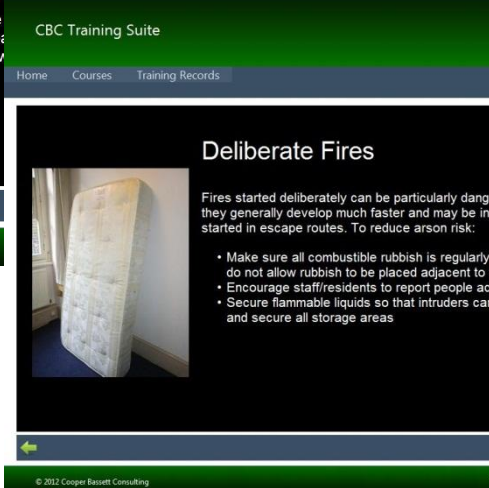 CBC Training Suite
Home Courses Training Records
Deliberate Fires
Fires started deliberately can be particularly dang
they generally develop much faster and may be in
started in escape routes. To reduce arson risk:
• Make sure all combustible rubbish is regularly
do not allow rubbish to be placed adjacent to
• Encourage staff/residents to report people ac
• Secure flammable liquids so that intruders ca
and secure all storage areas
© 2012 Cooper Bassett Consulting